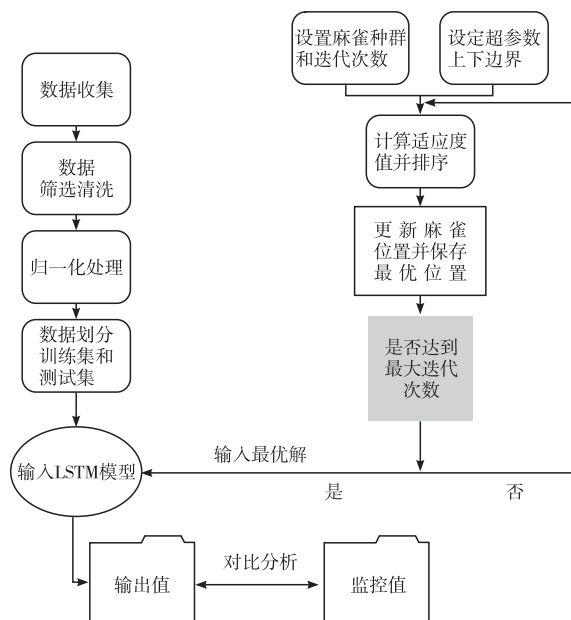 数据收集
数据
筛选清洗
归一化处理
数据划分
训练集和
测试集
输入LSTM模型
设置麻雀种群
和迭代次数
设定超参数
上下边界
计算适应度
值并排序
更新麻雀
位置并保存
最优位置
是否达到
最大迭代
次数
输入最优解
是
否
输出值
对比分析
监控值